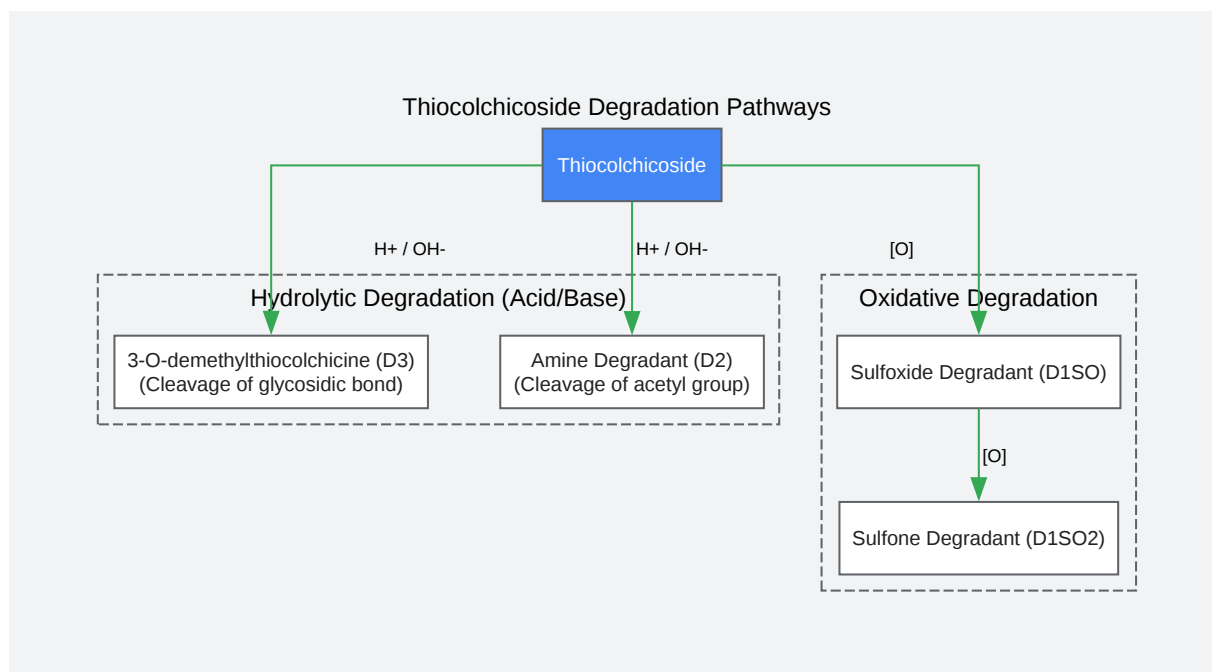 Thiocolchicoside Degradation Pathways
Thiocolchicoside
H+ / OH-
H+ / OH-
[O]
Hydrolytic Degradation (Acid/Base)
Oxidative Degradation
3-O-demethylthiocolchicine (D3)
(Cleavage of glycosidic bond)
Amine Degradant (D2)
(Cleavage of acetyl group)
Sulfoxide Degradant (D1SO)
[O]
Sulfone Degradant (D1SO2)